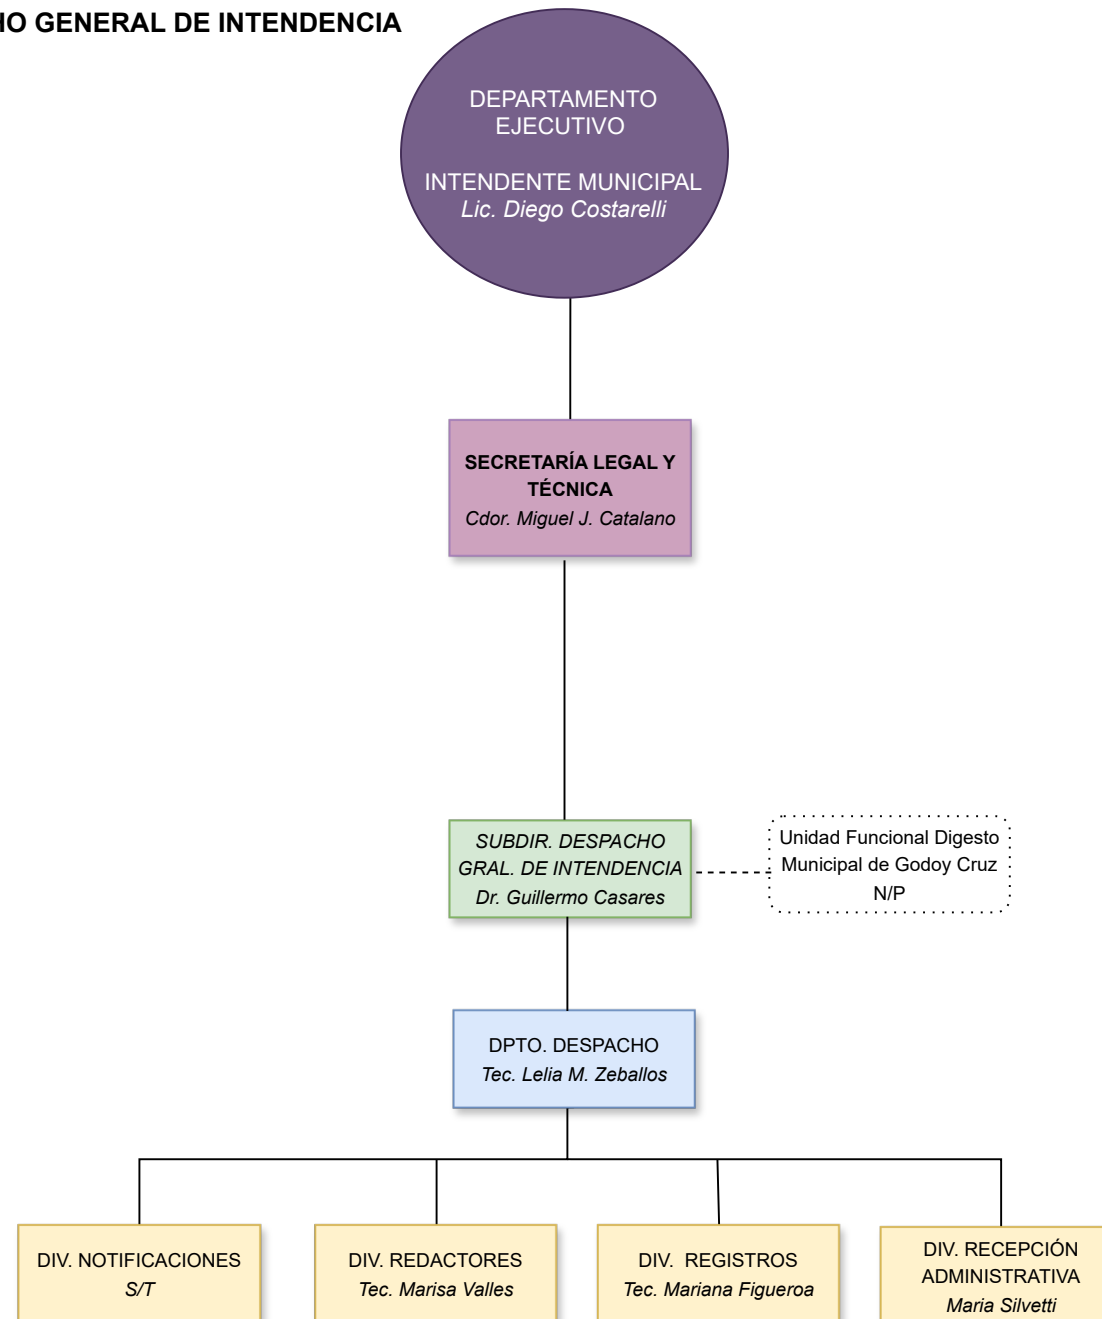 HO GENERAL DE INTENDENCIA
DEPARTAMENTO
EJECUTIVO
INTENDENTE MUNICIPAL
Lic. Diego Costarelli
SECRETARÍA LEGAL Y
TÉCNICA
Cdor. Miguel J. Catalano
SUBDIR. DESPACHO
GRAL. DE INTENDENCIA
Dr. Guillermo Casares
Unidad Funcional Digesto
Municipal de Godoy Cruz
N/P
DPTO. DESPACHO
Tec. Lelia M. Zeballos
DIV. NOTIFICACIONES
S/T
DIV. REDACTORES
Tec. Marisa Valles
DIV. REGISTROS
Tec. Mariana Figueroa
DIV. RECEPCIÓN
ADMINISTRATIVA
Maria Silvetti